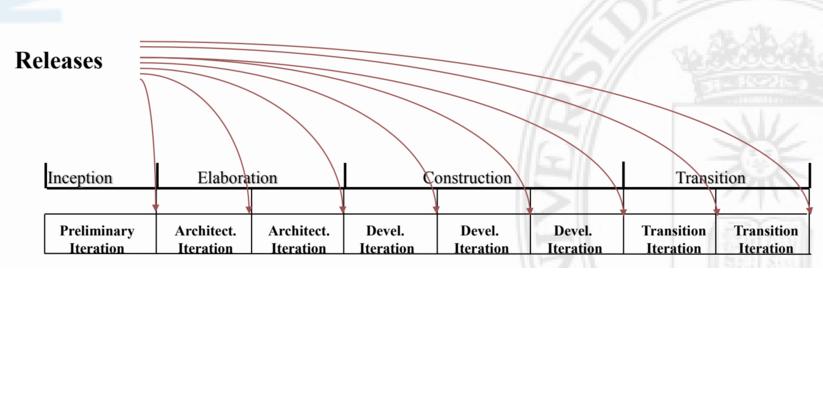 Releases
Inception Elaboration Construction Transition
Preliminary Iteration
Architect. Iteration
Architect. Iteration
Devel. Iteration
Devel. Iteration
Devel. Iteration
Transition Iteration
Transition Iteration